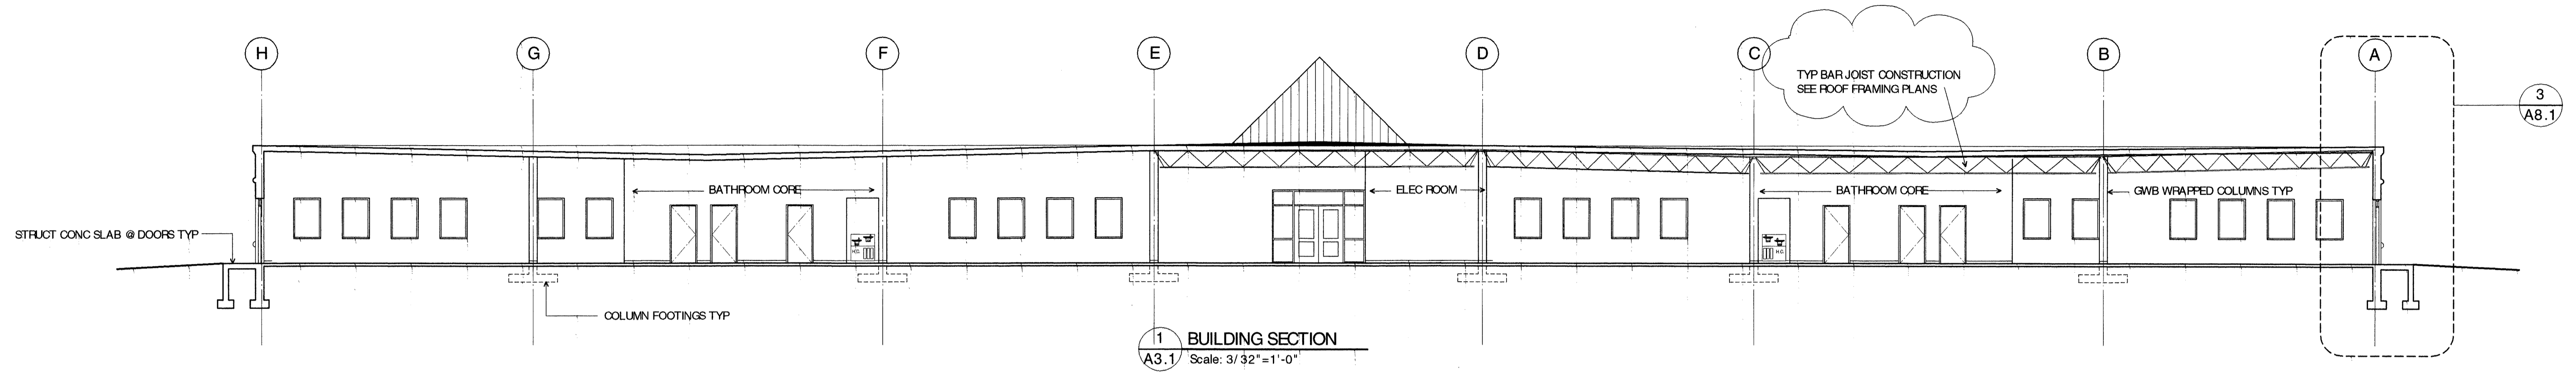 H
G
F
E
D
C
B
A
TYP BAR JOIST CONSTRUCTION
SEE ROOF FRAMING PLANS
3
A8.1
BATHROOM CORE
ELEC ROOM
BATHROOM CORE
GWB WRAPPED COLUMNS TYP
STRUCT CONC SLAB @ DOORS TYP
H.C.
H.C.
COLUMN FOOTINGS TYP
1
A3.1
BUILDING SECTION
Scale: 3/32"=1'-0"